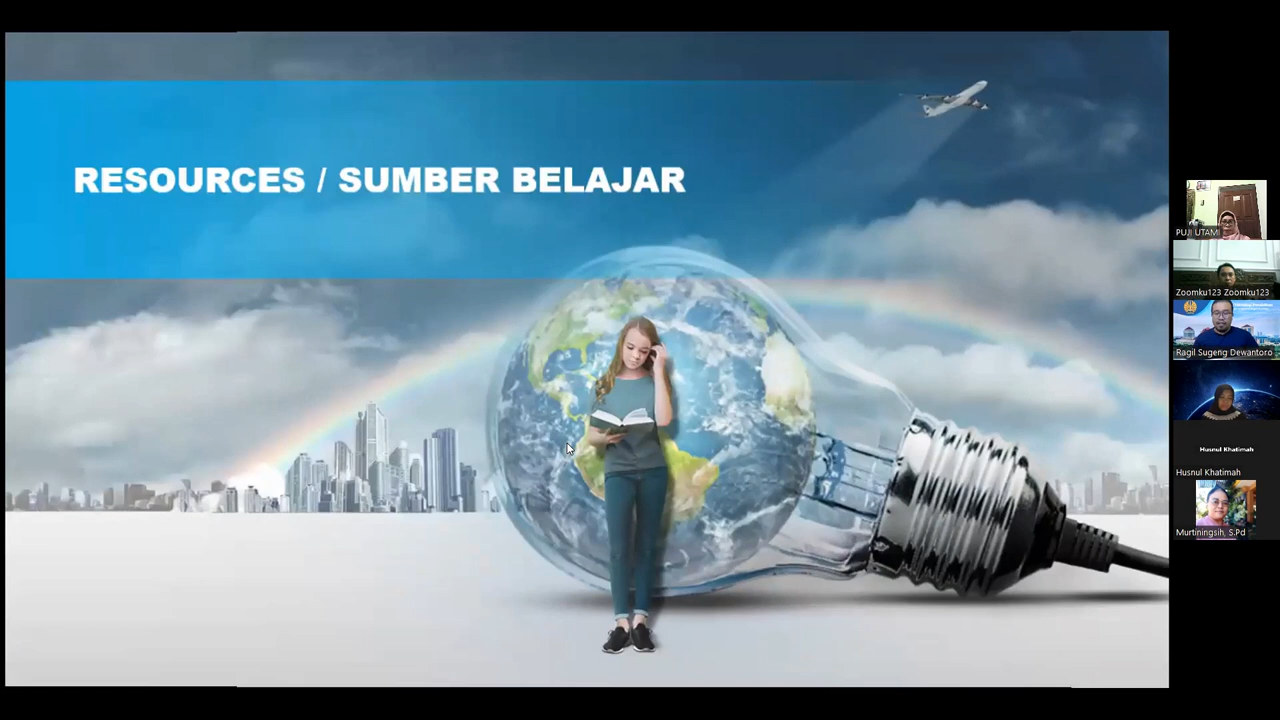 RESOURCES / SUMBER BELAJAR
PUJI UTAMI
Zoomku123 Zoomku123
Ragil Sugeng Dewantoro
Husnul Khatimah
Husnul Khatimah
Murtiningsih, S.Pd